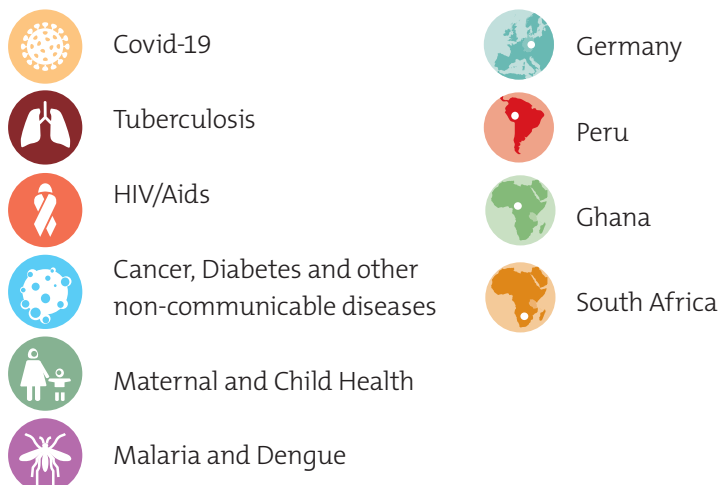 Covid-19
Tuberculosis
HIV/Aids
Cancer, Diabetes and other
non-communicable diseases
Maternal and Child Health
Malaria and Dengue
Germany
Peru
Ghana
South Africa